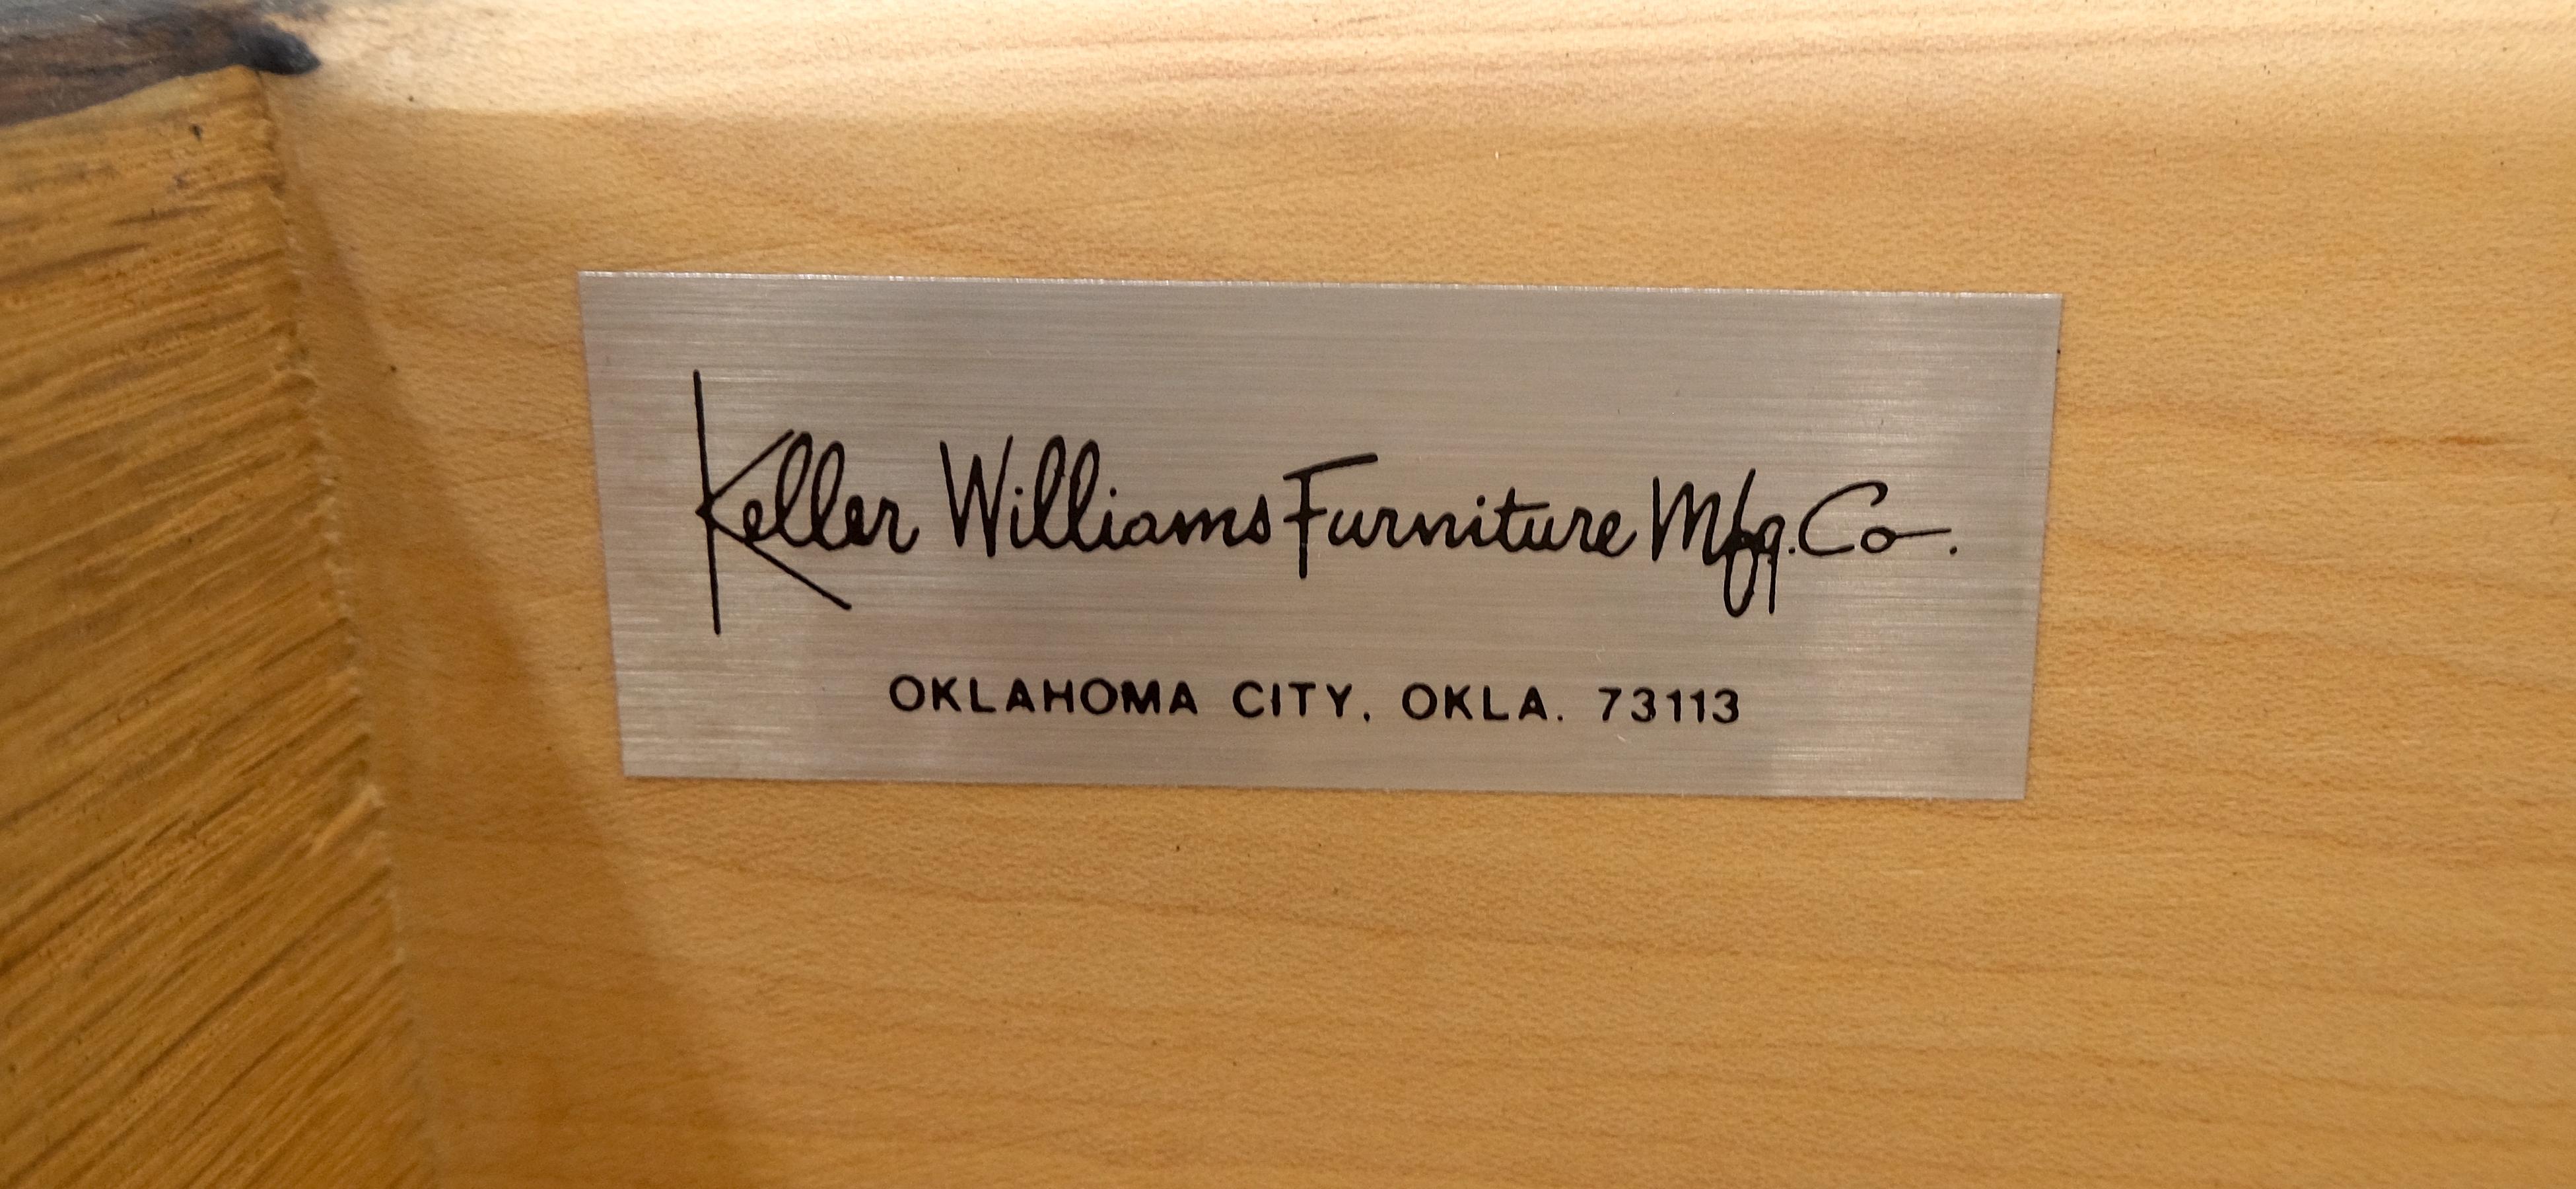 Keller Williams Furniture Mfg. Co.
OKLAHOMA CITY, OKLA. 73113